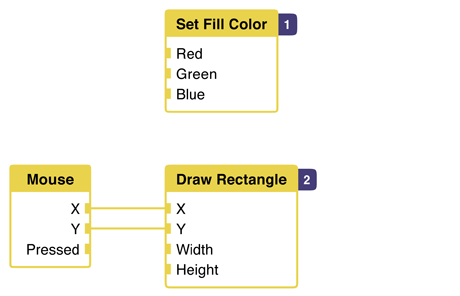 Set Fill Color
1
Red
Green
Blue
Mouse
X
Y
Pressed
Draw Rectangle
2
X
Y
Width
Height